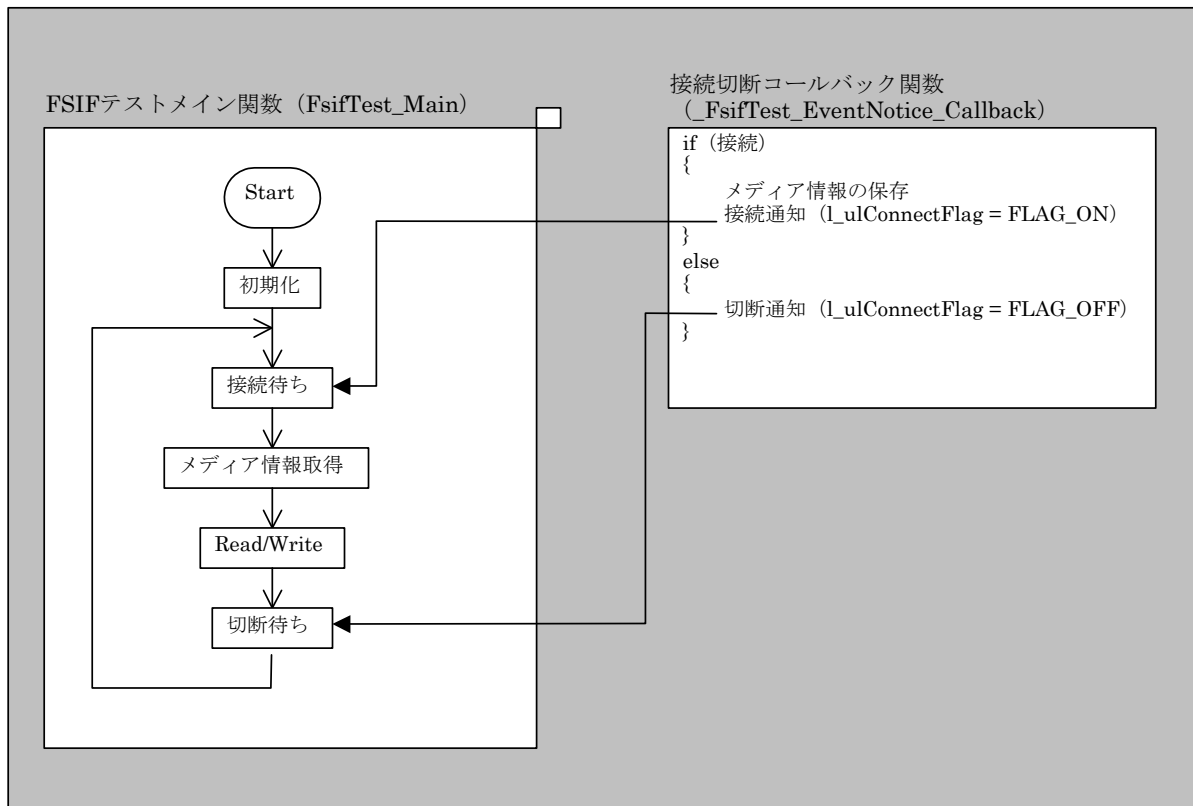 FSIFテストメイン関数（FsifTest_Main）
Start
初期化
接続待ち
メディア情報取得
Read/Write
切断待ち
接続切断コールバック関数
（_FsifTest_EventNotice_Callback）
if（接続）
{
メディア情報の保存
接続通知（l_ulConnectFlag = FLAG_ON）
}
else
{
切断通知（l_ulConnectFlag = FLAG_OFF）
}